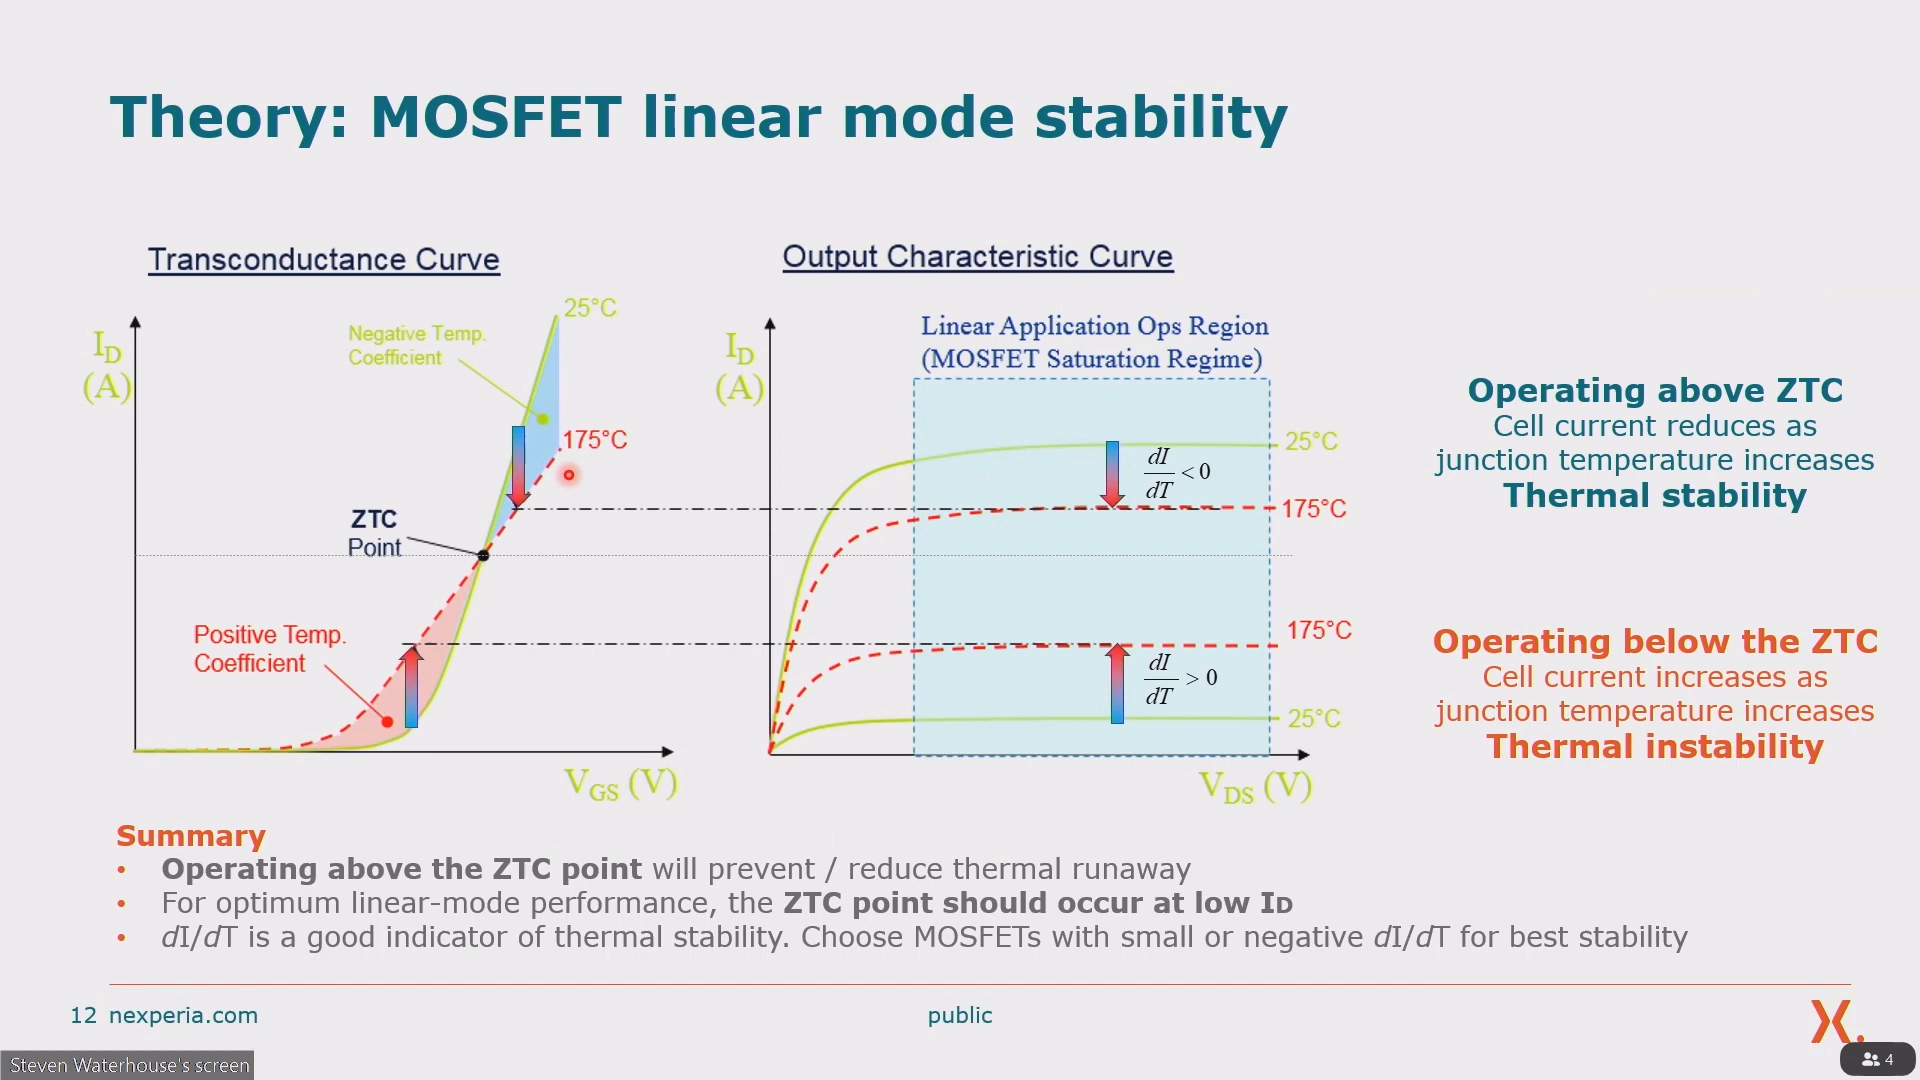 Theory: MOSFET linear mode stability
Transconductance Curve
I_D
(A)
Negative Temp.
Coefficient
25°C
175°C
ZTC
Point
Positive Temp.
Coefficient
V_GS (V)
Output Characteristic Curve
I_D
(A)
Linear Application Ops Region
(MOSFET Saturation Regime)
25°C
dI/dT < 0
175°C
175°C
dI/dT > 0
25°C
V_DS (V)
Operating above ZTC
Cell current reduces as
junction temperature increases
Thermal stability
Operating below the ZTC
Cell current increases as
junction temperature increases
Thermal instability
Summary
• Operating above the ZTC point will prevent / reduce thermal runaway
• For optimum linear-mode performance, the ZTC point should occur at low ID
• dI/dT is a good indicator of thermal stability. Choose MOSFETs with small or negative dI/dT for best stability
12 nexperia.com
public
X.
Steven Waterhouse's screen
4